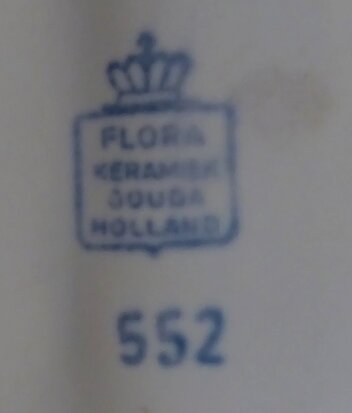 FLORA
KERAMIEK
GOUDA
HOLLAND
552